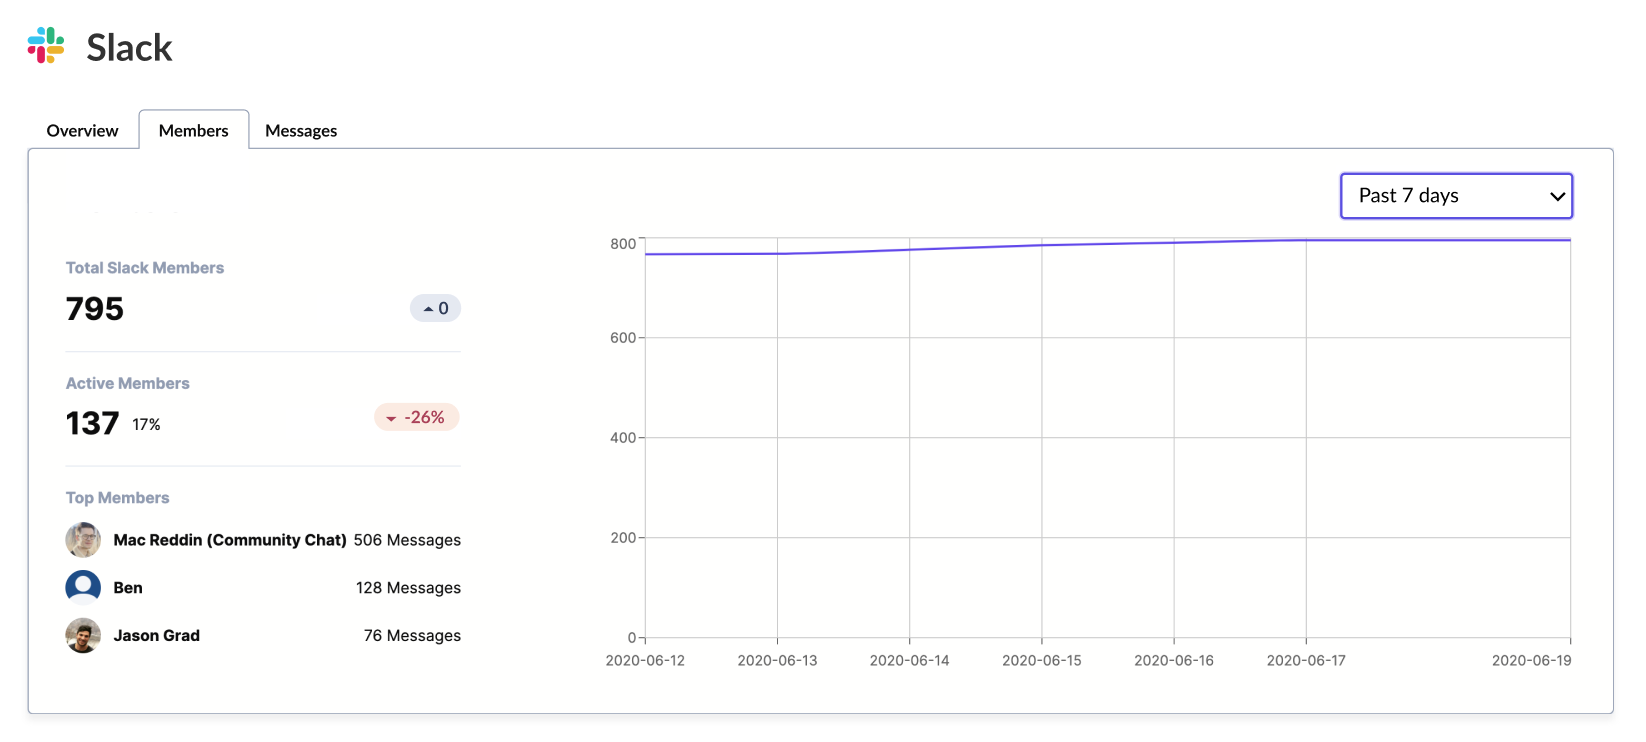 Slack
Overview Members Messages
Past 7 days
Total Slack Members
795 0
Active Members
137 17% -26%
Top Members
Mac Reddin (Community Chat) 506 Messages
Ben 128 Messages
Jason Grad 76 Messages
800
600
400
200
0
2020-06-12 2020-06-13 2020-06-14 2020-06-15 2020-06-16 2020-06-17 2020-06-19